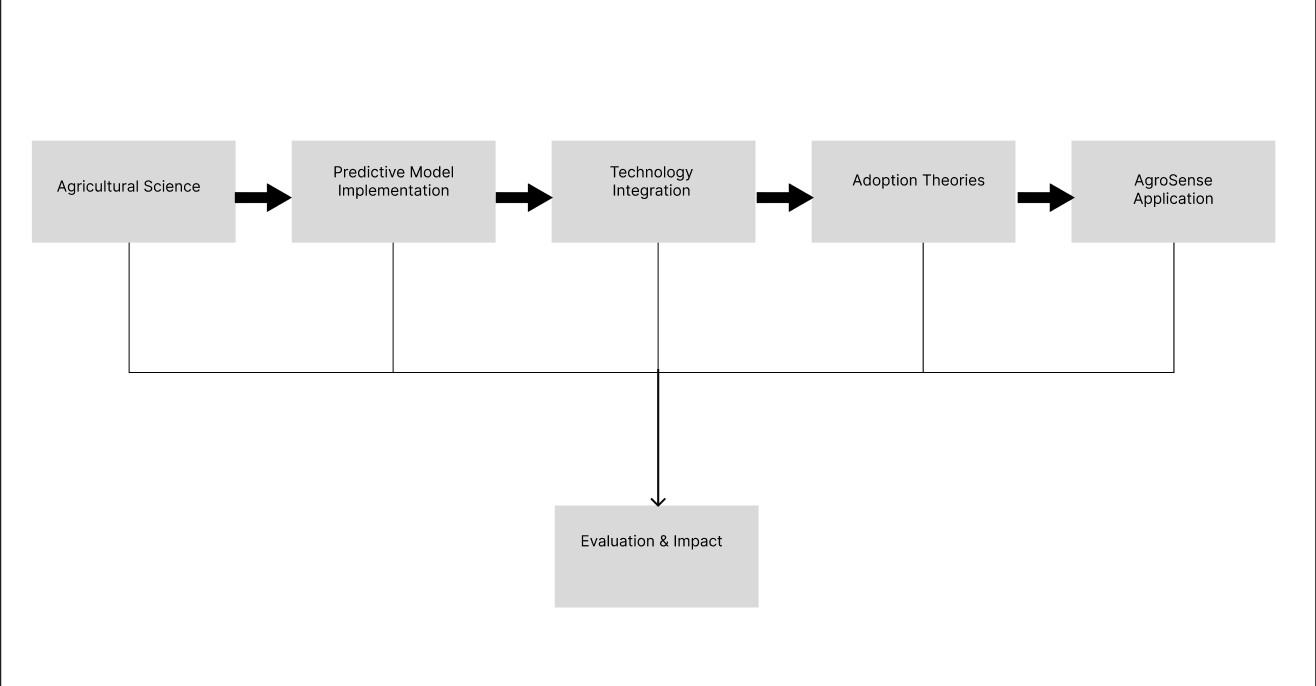 Agricultural Science
Predictive Model
Implementation
Technology
Integration
Adoption Theories
AgroSense
Application
Evaluation & Impact